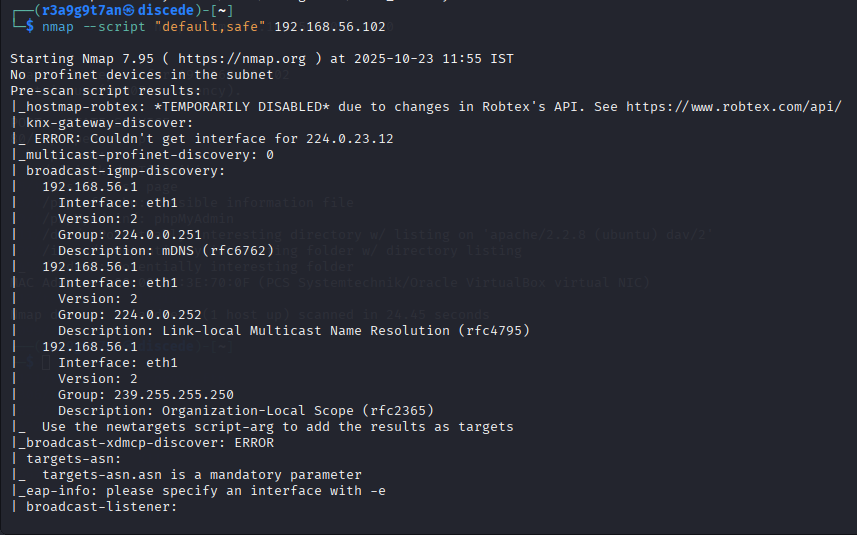 ┌──(r3a9g9t7an㉿discede)-[~]
└─$ nmap --script "default,safe" 192.168.56.102
Starting Nmap 7.95 ( https://nmap.org ) at 2025-10-23 11:55 IST
No profinet devices in the subnet
Pre-scan script results:
|_hostmap-robtex: *TEMPORARILY DISABLED* due to changes in Robtex's API. See https://www.robtex.com/api/
| knx-gateway-discover:
|_ ERROR: Couldn't get interface for 224.0.23.12
|_multicast-profinet-discovery: 0
| broadcast-igmp-discovery:
|   192.168.56.1
|     Interface: eth1
|     Version: 2
|     Group: 224.0.0.251
|     Description: mDNS (rfc6762)
|   192.168.56.1
|     Interface: eth1
|     Version: 2
|     Group: 224.0.0.252
|     Description: Link-local Multicast Name Resolution (rfc4795)
|   192.168.56.1
|     Interface: eth1
|     Version: 2
|     Group: 239.255.255.250
|     Description: Organization-Local Scope (rfc2365)
|_  Use the newtargets script-arg to add the results as targets
|_broadcast-xdmcp-discover: ERROR
| targets-asn:
|_  targets-asn.asn is a mandatory parameter
|_eap-info: please specify an interface with -e
| broadcast-listener: